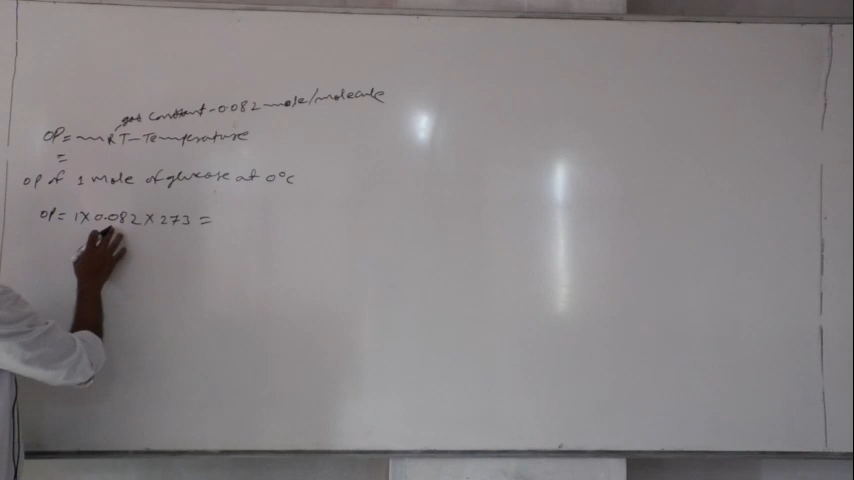 gas constant - 0.082 mole/molecule
OP = mRT - Temperature
=
OP of 1 mole of glucose at 0°C
OP = 1 X 0.082 X 273 =